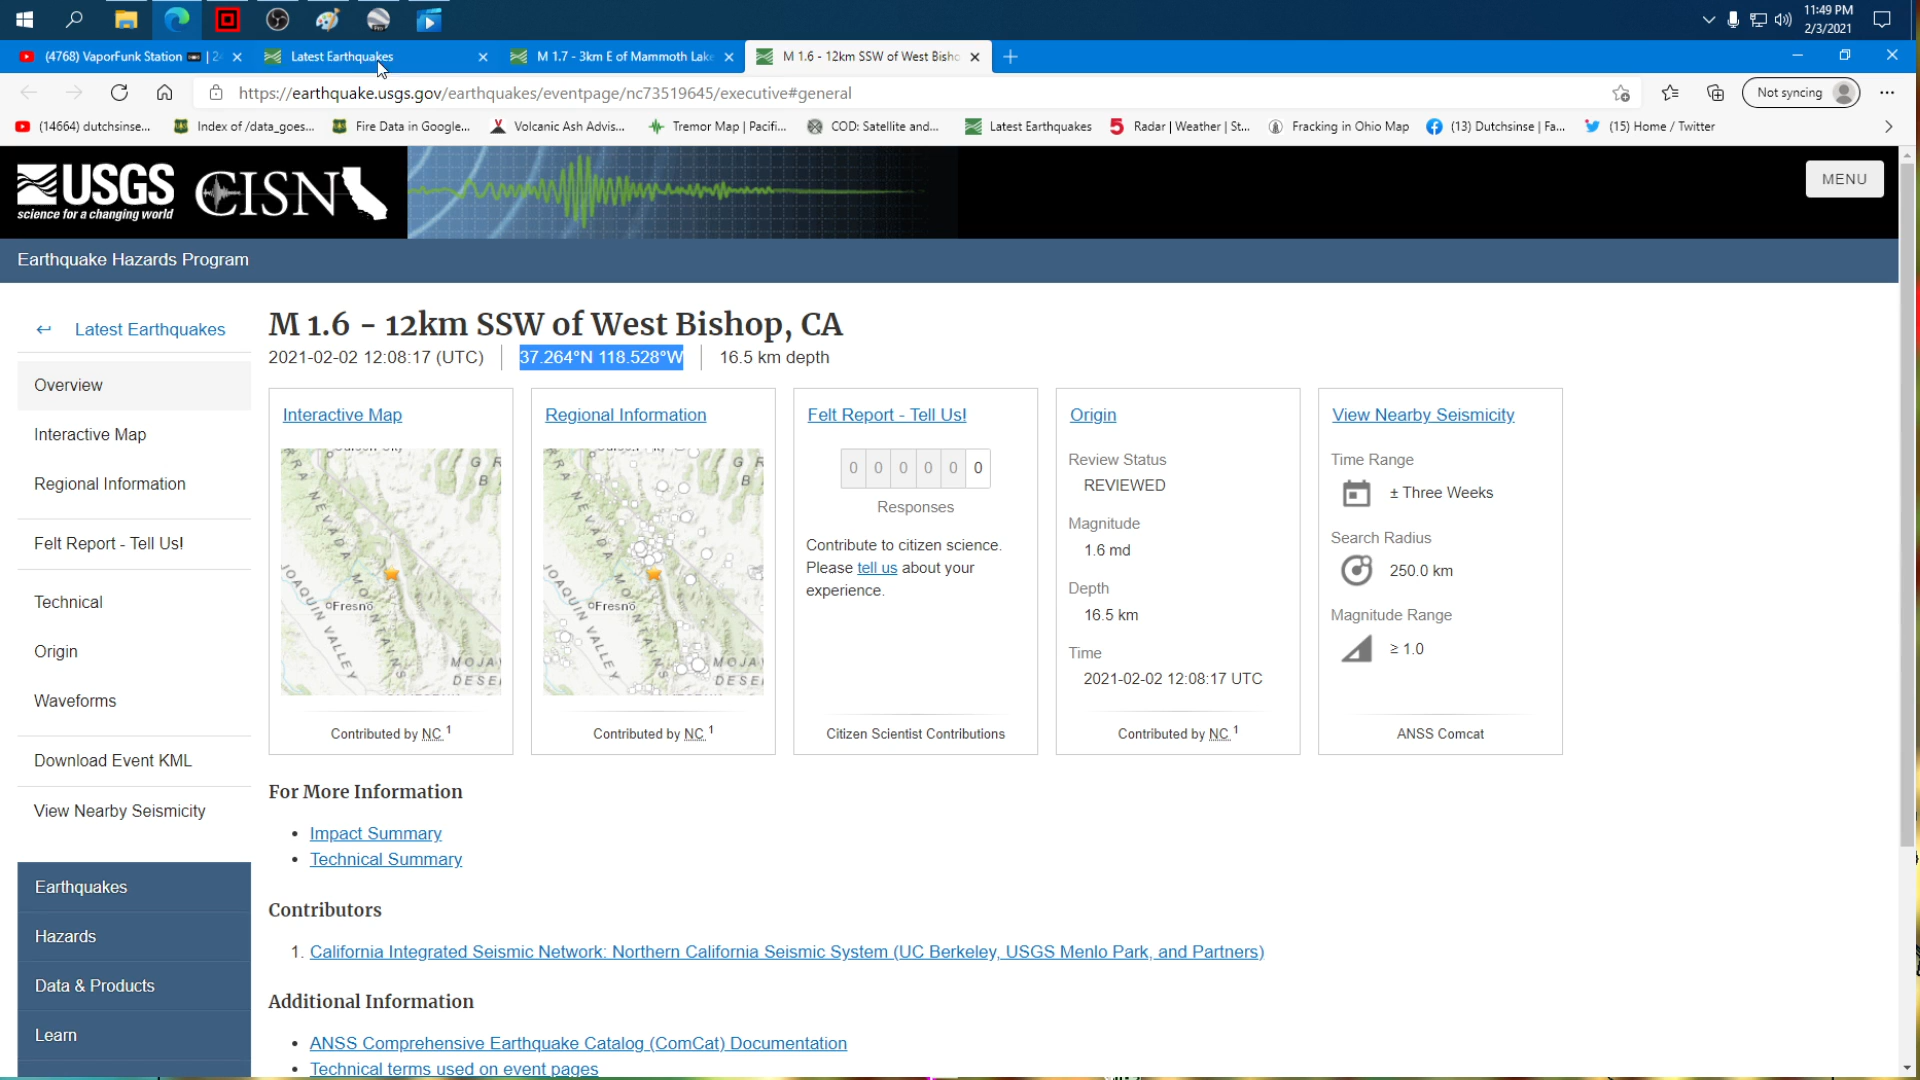 11:49 PM
2/3/2021
(4768) VaporFunk Station
Latest Earthquakes
M 1.7 - 3km E of Mammoth Lake
M 1.6 - 12km SSW of West Bisho
https://earthquake.usgs.gov/earthquakes/eventpage/nc73519645/executive#general
Not syncing
(14664) dutchsinse...
Index of /data_goes...
Fire Data in Google...
Volcanic Ash Advis...
Tremor Map | Pacifi...
COD: Satellite and...
Latest Earthquakes
Radar | Weather | St...
Fracking in Ohio Map
(13) Dutchsinse | Fa...
(15) Home / Twitter
USGS
science for a changing world
CISN
MENU
Earthquake Hazards Program
Latest Earthquakes
Overview
Interactive Map
Regional Information
Felt Report - Tell Us!
Technical
Origin
Waveforms
Download Event KML
View Nearby Seismicity
Earthquakes
Hazards
Data & Products
Learn
M 1.6 - 12km SSW of West Bishop, CA
2021-02-02 12:08:17 (UTC)
37.264°N 118.528°W
16.5 km depth
Interactive Map
Fresno
Contributed by NC 1
Regional Information
Fresno
Contributed by NC 1
Felt Report - Tell Us!
0 0 0 0 0 0
Responses
Contribute to citizen science.
Please tell us about your
experience.
Citizen Scientist Contributions
Origin
Review Status
REVIEWED
Magnitude
1.6 md
Depth
16.5 km
Time
2021-02-02 12:08:17 UTC
Contributed by NC 1
View Nearby Seismicity
Time Range
± Three Weeks
Search Radius
250.0 km
Magnitude Range
≥ 1.0
ANSS Comcat
For More Information
Impact Summary
Technical Summary
Contributors
1. California Integrated Seismic Network: Northern California Seismic System (UC Berkeley, USGS Menlo Park, and Partners)
Additional Information
ANSS Comprehensive Earthquake Catalog (ComCat) Documentation
Technical terms used on event pages